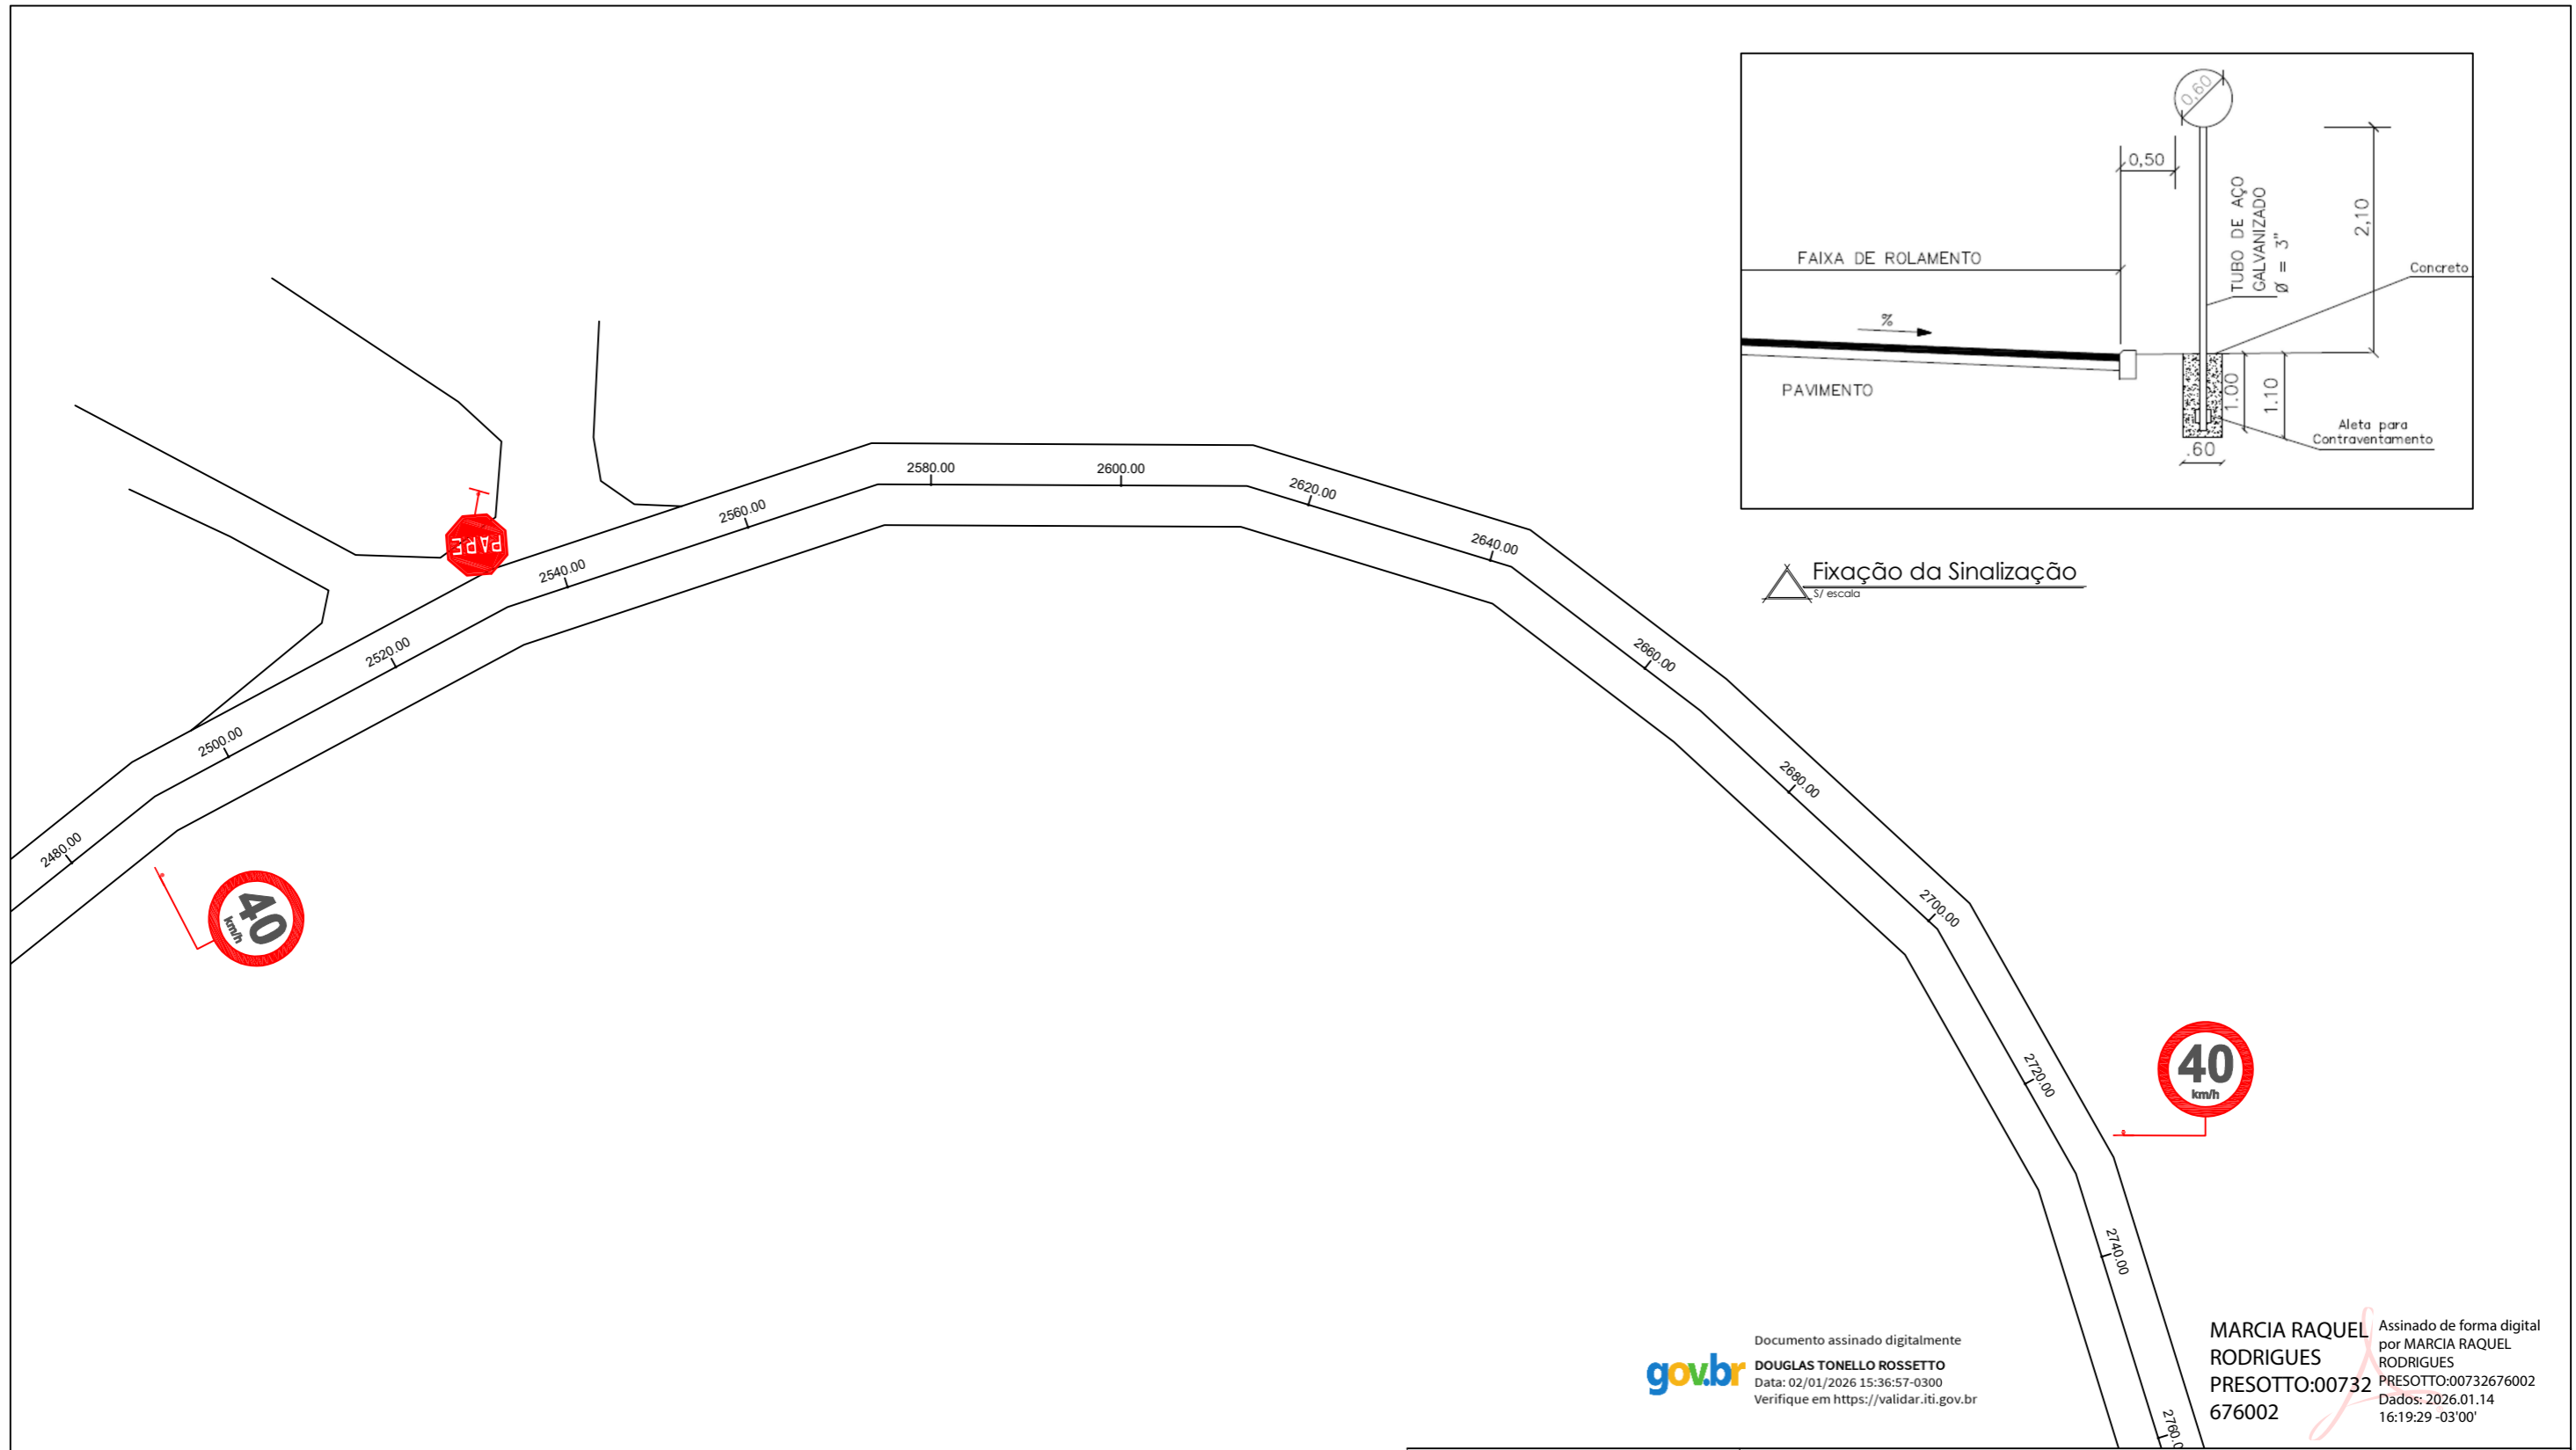 0,60
0,50
TUBO DE AÇO
GALVANIZADO
Ø = 3"
2,10
FAIXA DE ROLAMENTO
Concreto
%
PAVIMENTO
1.00
1.10
Aleta para
Contraventamento
.60
Fixação da Sinalização
S/ escala
2480.00
2500.00
2520.00
2540.00
2560.00
2580.00
2600.00
2620.00
2640.00
2660.00
2680.00
2700.00
2720.00
2740.00
2760.0
PARE
40
km/h
40
km/h
gov.br
Documento assinado digitalmente
DOUGLAS TONELLO ROSSETTO
Data: 02/01/2026 15:36:57-0300
Verifique em https://validar.iti.gov.br
MARCIA RAQUEL
RODRIGUES
PRESOTTO:00732
676002
Assinado de forma digital
por MARCIA RAQUEL
RODRIGUES
PRESOTTO:00732676002
Dados: 2026.01.14
16:19:29 -03'00'